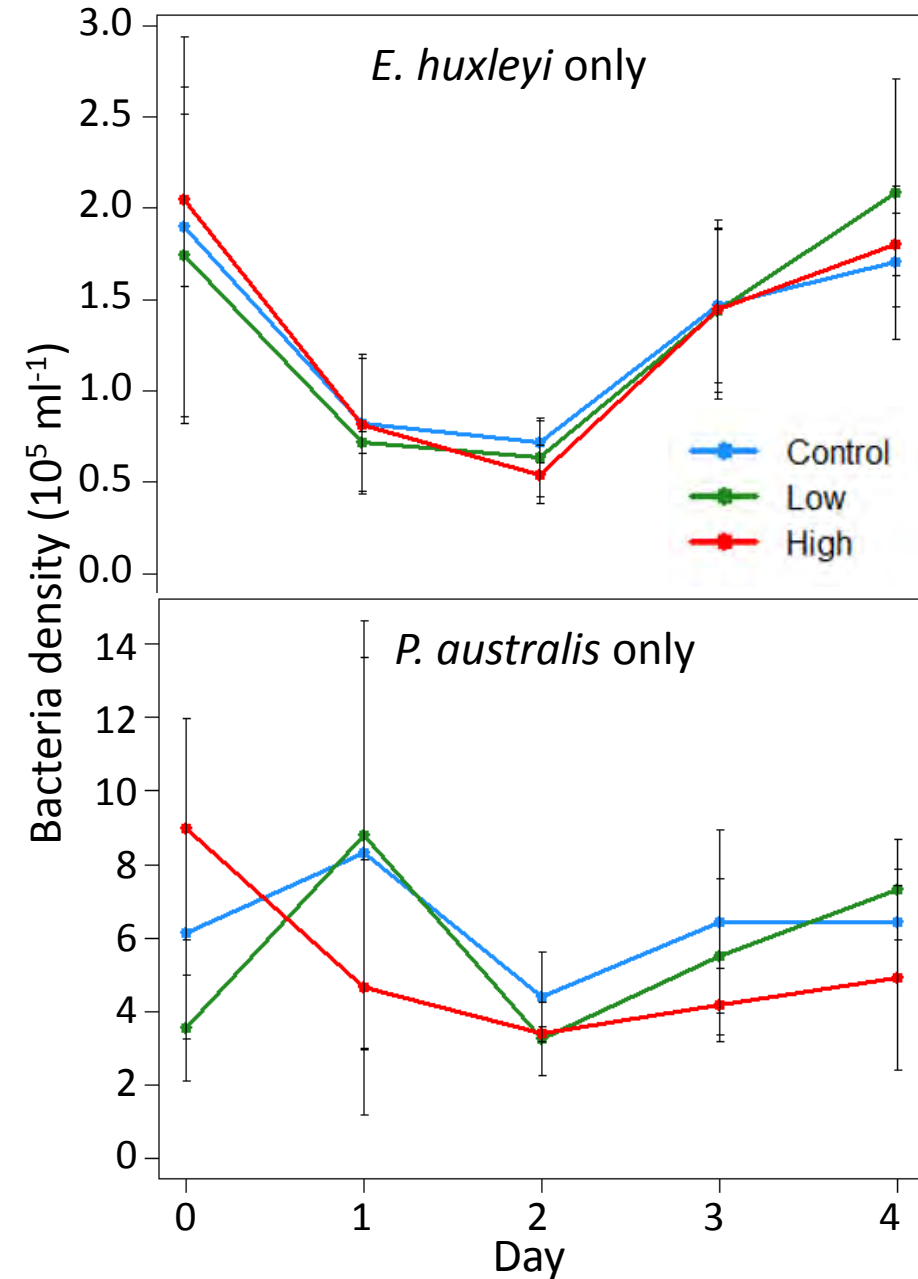 E. huxleyi only
3.0
2.5
2.0
1.5
1.0
0.5
0.0
Control
Low
High
Bacteria density (10⁵ ml⁻¹)
P. australis only
14
12
10
8
6
4
2
0
0 1 2 3 4
Day